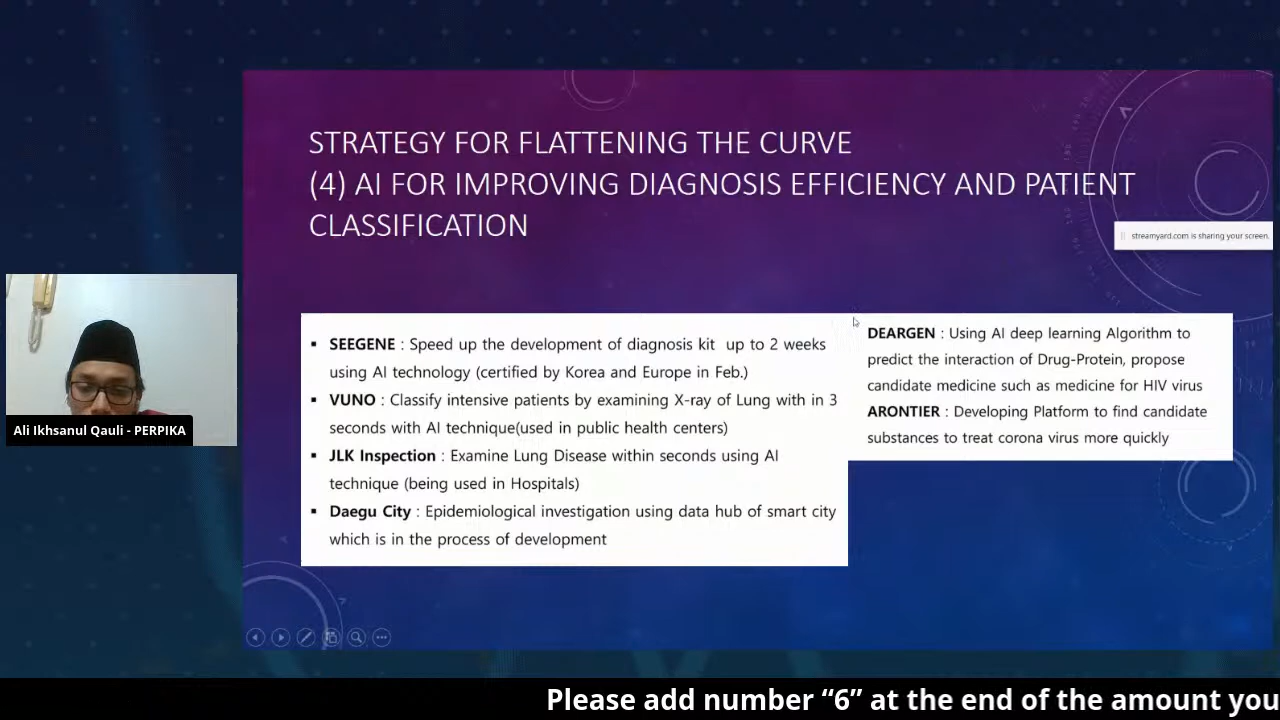 STRATEGY FOR FLATTENING THE CURVE
(4) AI FOR IMPROVING DIAGNOSIS EFFICIENCY AND PATIENT
CLASSIFICATION
streamyard.com is sharing your screen.
▪ SEEGENE : Speed up the development of diagnosis kit up to 2 weeks
using AI technology (certified by Korea and Europe in Feb.)
▪ VUNO : Classify intensive patients by examining X-ray of Lung with in 3
seconds with AI technique(used in public health centers)
▪ JLK Inspection : Examine Lung Disease within seconds using AI
technique (being used in Hospitals)
▪ Daegu City : Epidemiological investigation using data hub of smart city
which is in the process of development
DEARGEN : Using AI deep learning Algorithm to
predict the interaction of Drug-Protein, propose
candidate medicine such as medicine for HIV virus
ARONTIER : Developing Platform to find candidate
substances to treat corona virus more quickly
Ali Ikhsanul Qauli - PERPIKA
Please add number “6” at the end of the amount you